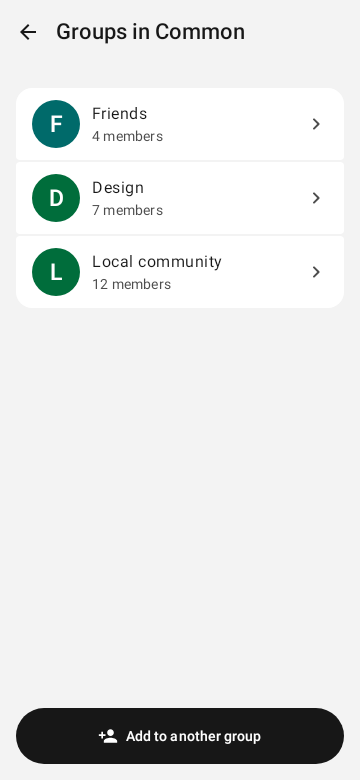 Groups in Common
F
Friends
4 members
D
Design
7 members
L
Local community
12 members
Add to another group